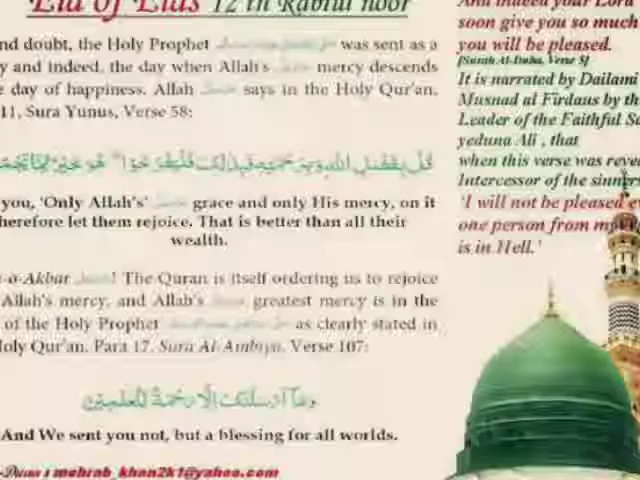 Eid of Eids 12 th Rabiul noor
nd doubt, the Holy Prophet was sent as a
y and indeed, the day when Allah's mercy descends
e day of happiness. Allah says in the Holy Qur'an,
11, Sura Yunus, Verse 58:
قُلْ بِفَضْلِ اللّٰهِ وَبِرَحْمَتِهٖ فَبِذٰلِكَ فَلْيَفْرَحُوْا ؕ هُوَ خَيْرٌ مِّمَّا يَجْمَ
you, 'Only Allah's' grace and only His mercy, on it
herefore let them rejoice. That is better than all their
wealth.
-o-Akbar ! The Quran is itself ordering us to rejoice
Allah's mercy, and Allah's greatest mercy is in the
of the Holy Prophet as clearly stated in
Holy Qur'an. Para 17, Sura Al-Ambiya, Verse 107:
وَمَاۤ اَرْسَلْنٰكَ اِلَّا رَحْمَةً لِّلْعٰلَمِيْنَ
And We sent you not, but a blessing for all worlds.
mehrab_khan2k1@yahoo.com
And indeed your Lord
soon give you so much
you will be pleased.
[Surah Al-Duha, Verse 5]
It is narrated by Dailami
Musnad al Firdaus by th
Leader of the Faithful Sa
yeduna Ali , that
when this verse was reve
Intercessor of the sinners
'I will not be pleased ev
one person from my
is in Hell.'